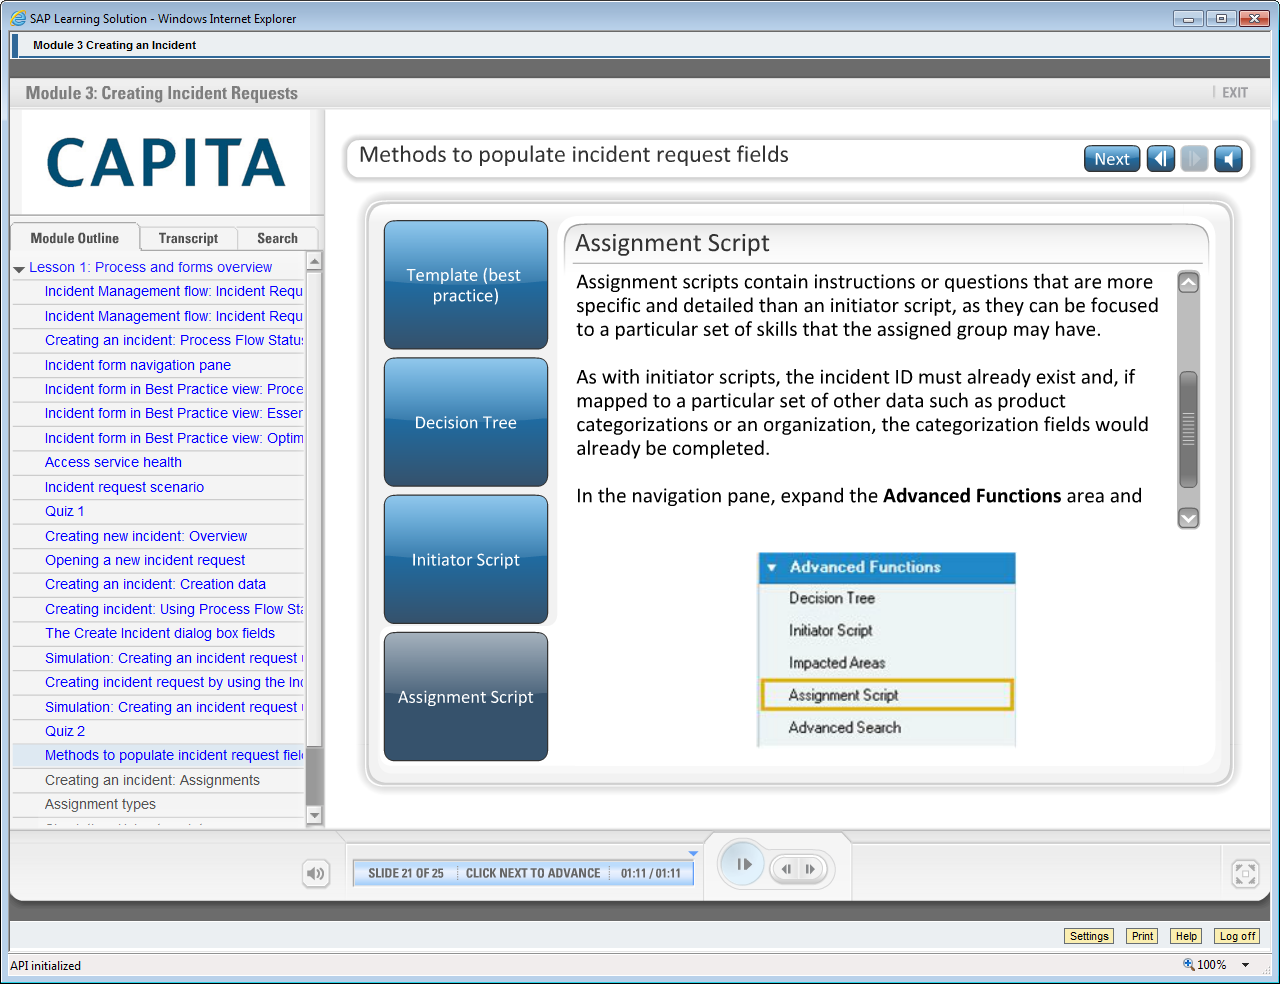 SAP Learning Solution - Windows Internet Explorer
Module 3 Creating an Incident
Module 3: Creating Incident Requests
EXIT
CAPITA
Module Outline
Transcript
Search
Lesson 1: Process and forms overview
Incident Management flow: Incident Requ
Incident Management flow: Incident Requ
Creating an incident: Process Flow Status
Incident form navigation pane
Incident form in Best Practice view: Proce
Incident form in Best Practice view: Essen
Incident form in Best Practice view: Optim
Access service health
Incident request scenario
Quiz 1
Creating new incident: Overview
Opening a new incident request
Creating an incident: Creation data
Creating incident: Using Process Flow Sta
The Create Incident dialog box fields
Simulation: Creating an incident request
Creating incident request by using the Inc
Simulation: Creating an incident request
Quiz 2
Methods to populate incident request fiel
Creating an incident: Assignments
Assignment types
Methods to populate incident request fields
Next
Template (best
practice)
Decision Tree
Initiator Script
Assignment Script
Assignment Script
Assignment scripts contain instructions or questions that are more
specific and detailed than an initiator script, as they can be focused
to a particular set of skills that the assigned group may have.
As with initiator scripts, the incident ID must already exist and, if
mapped to a particular set of other data such as product
categorizations or an organization, the categorization fields would
already be completed.
In the navigation pane, expand the Advanced Functions area and
Advanced Functions
Decision Tree
Initiator Script
Impacted Areas
Assignment Script
Advanced Search
SLIDE 21 OF 25
CLICK NEXT TO ADVANCE
01:11 / 01:11
Settings
Print
Help
Log off
API initialized
100%